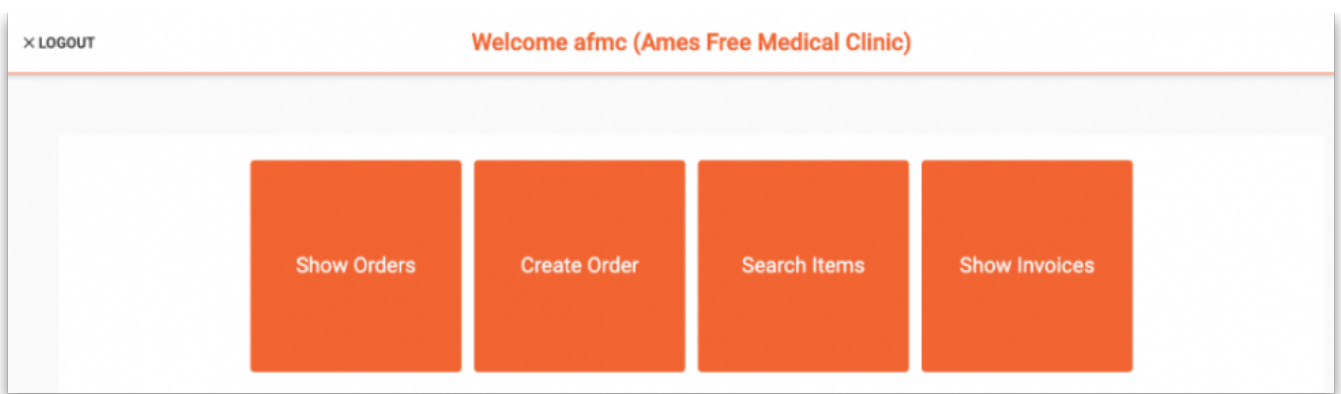 × LOGOUT
Welcome afmc (Ames Free Medical Clinic)
Show Orders
Create Order
Search Items
Show Invoices